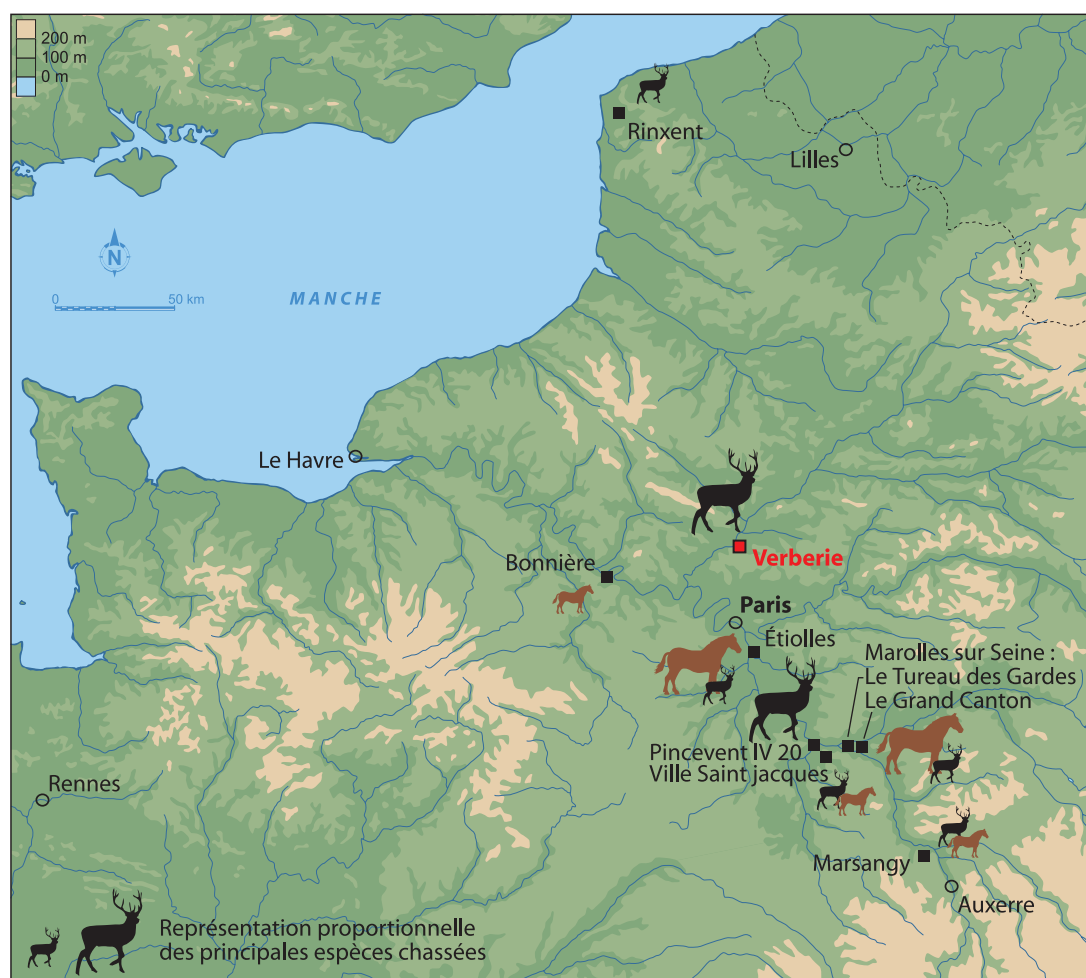 200 m
100 m
0 m
Rinxent
Lilles
N
0 50 km
MANCHE
Le Havre
Bonnière
Verberie
Paris
Étiolles
Marolles sur Seine :
Le Tureau des Gardes
Le Grand Canton
Pincevent IV 20
Ville Saint jacques
Rennes
Marsangy
Auxerre
Représentation proportionnelle
des principales espèces chassées